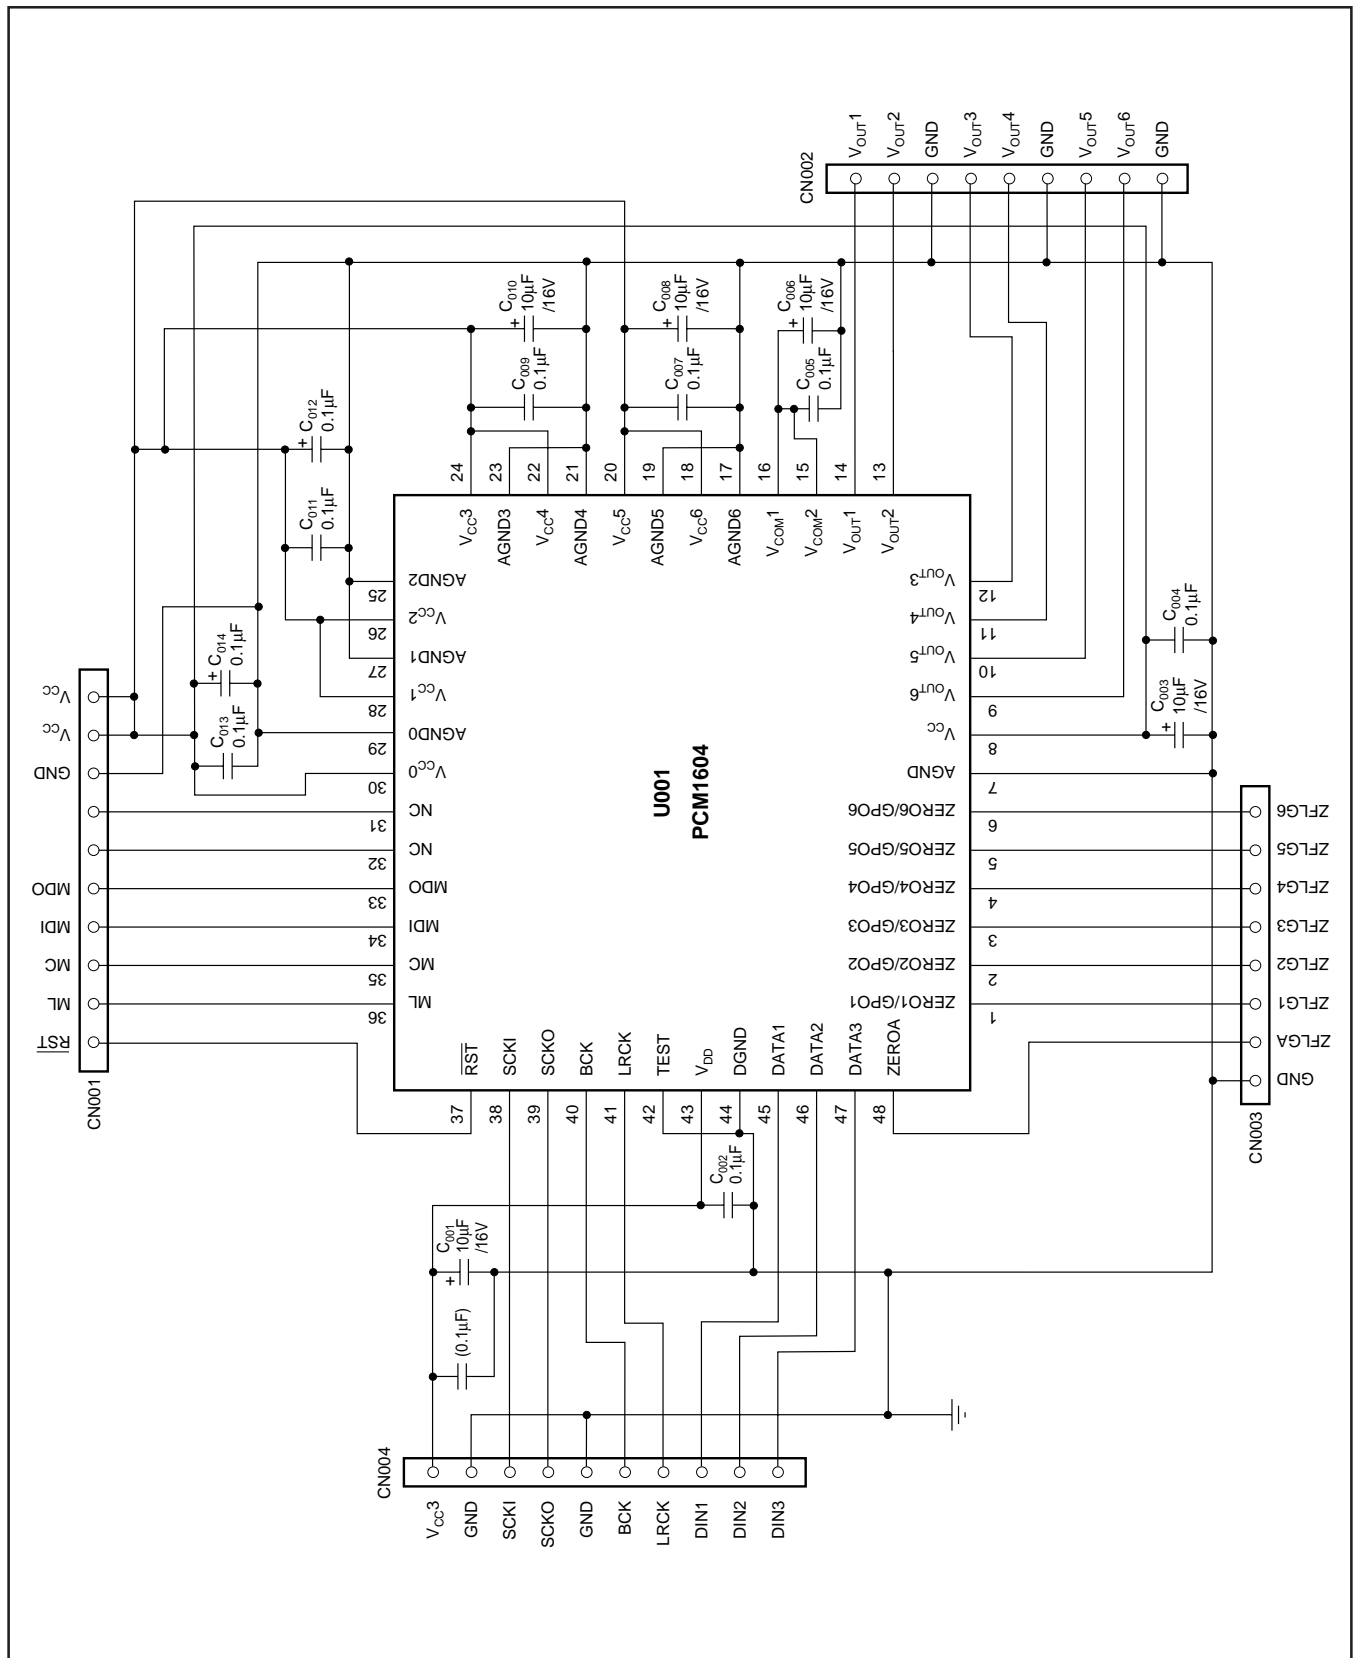 CN002
VOUT1
VOUT2
GND
VOUT3
VOUT4
GND
VOUT5
VOUT6
GND
C010
+ 10µF
/16V
C009
0.1µF
C008
+ 10µF
/16V
C007
0.1µF
C006
+ 10µF
/16V
C005
0.1µF
C012
+ 0.1µF
C011
0.1µF
C014
+ 0.1µF
C013
0.1µF
C004
0.1µF
C003
+ 10µF
/16V
24
23
22
21
20
19
18
17
16
15
14
13
VCC3
AGND3
VCC4
AGND4
VCC5
AGND5
VCC6
AGND6
VCOM1
VCOM2
VOUT1
VOUT2
AGND2
25
VCC2
26
AGND1
27
VCC1
28
AGND0
29
VCC0
30
NC
31
NC
32
MDO
33
MDI
34
MC
35
ML
36
U001
PCM1604
VOUT3
12
VOUT4
11
VOUT5
10
VOUT6
9
VCC
8
AGND
7
ZERO6/GPO6
6
ZERO5/GPO5
5
ZERO4/GPO4
4
ZERO3/GPO3
3
ZERO2/GPO2
2
ZERO1/GPO1
1
VCC
VCC
GND
MDO
MDI
MC
ML
RST
CN001
ZFLG6
ZFLG5
ZFLG4
ZFLG3
ZFLG2
ZFLG1
ZFLGA
GND
CN003
RST
SCKI
SCKO
BCK
LRCK
TEST
VDD
DGND
DATA1
DATA2
DATA3
ZEROA
37
38
39
40
41
42
43
44
45
46
47
48
C002
0.1µF
C001
+ 10µF
/16V
(0.1µF)
CN004
VCC3
GND
SCKI
SCKO
GND
BCK
LRCK
DIN1
DIN2
DIN3